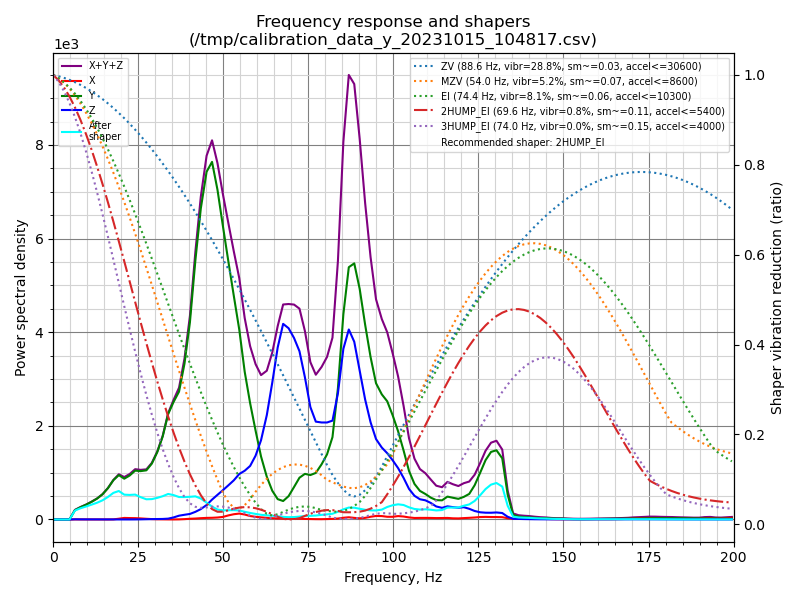 Frequency response and shapers
(/tmp/calibration_data_y_20231015_104817.csv)
1e3
X+Y+Z
X
Y
Z
After
shaper
ZV (88.6 Hz, vibr=28.8%, sm~=0.03, accel<=30600)
MZV (54.0 Hz, vibr=5.2%, sm~=0.07, accel<=8600)
EI (74.4 Hz, vibr=8.1%, sm~=0.06, accel<=10300)
2HUMP_EI (69.6 Hz, vibr=0.8%, sm~=0.11, accel<=5400)
3HUMP_EI (74.0 Hz, vibr=0.0%, sm~=0.15, accel<=4000)
Recommended shaper: 2HUMP_EI
8
6
4
2
0
Power spectral density
1.0
0.8
0.6
0.4
0.2
0.0
Shaper vibration reduction (ratio)
0 25 50 75 100 125 150 175 200
Frequency, Hz